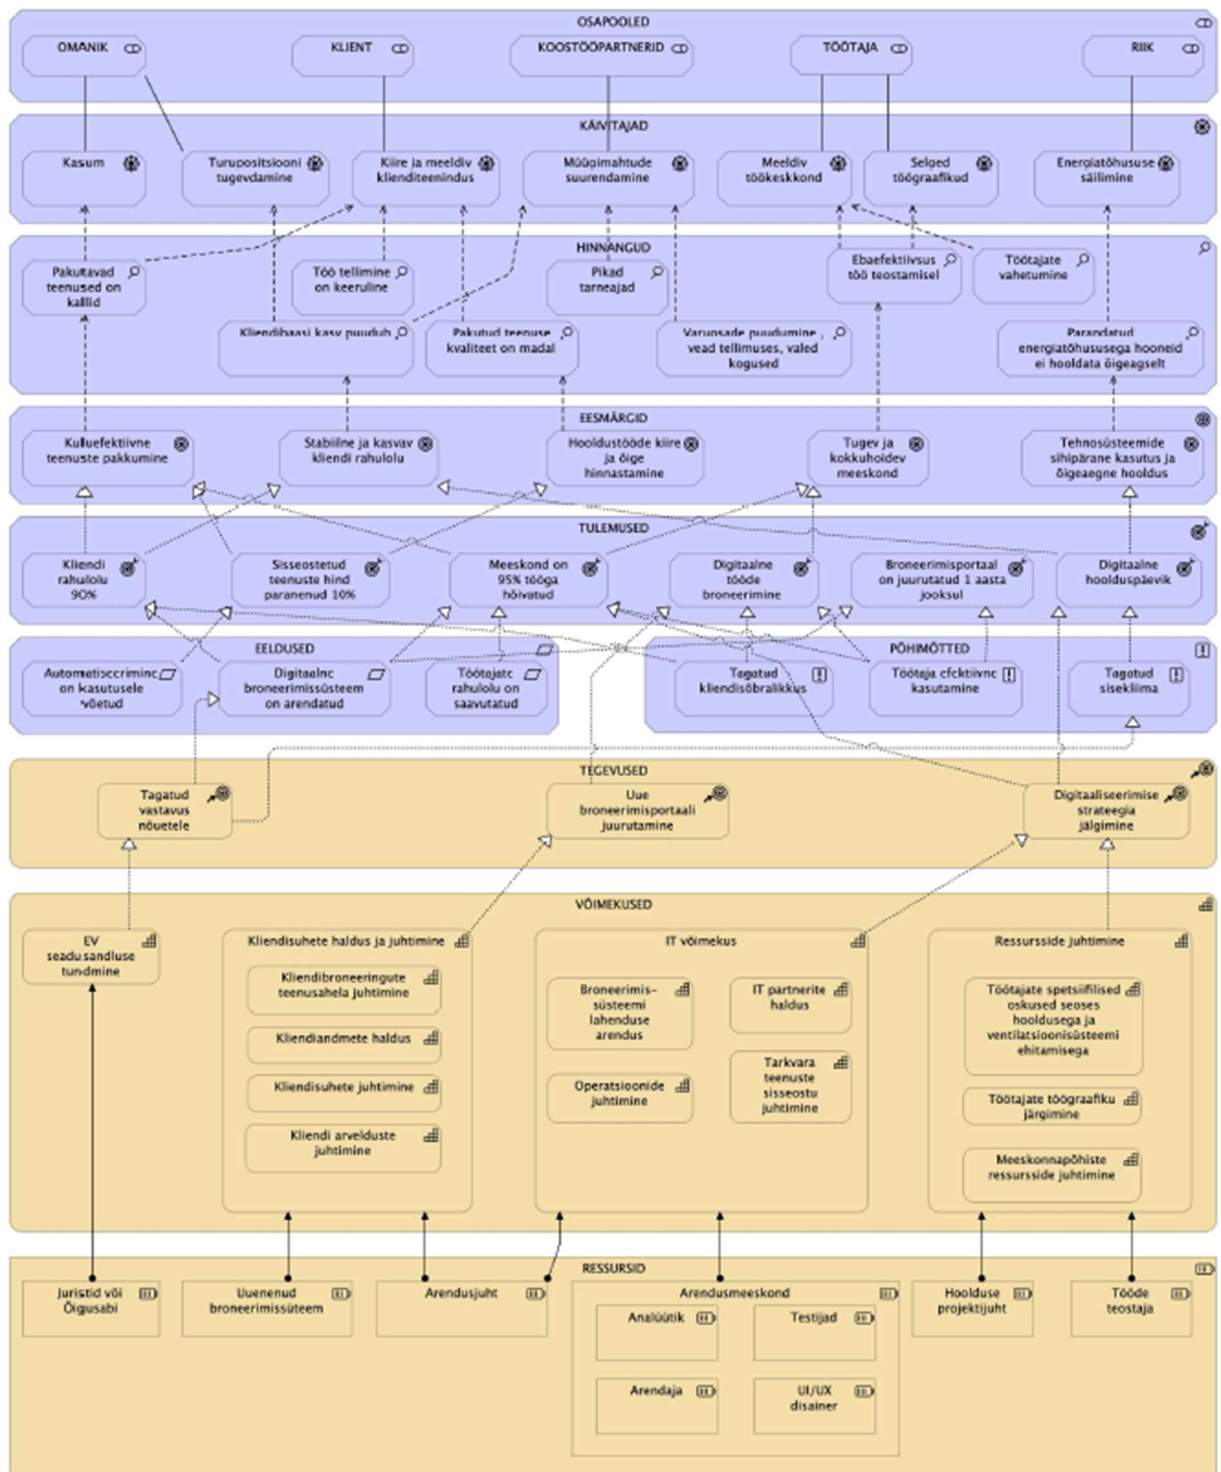 OSAPOOLED
OMANIK
KLIENT
KOOSTÖÖPARTNERID
TÖÖTAJA
RIIK
KÄIVITAJAD
Kasum
Turupositsiooni
tugevdamine
Kiire ja meeldiv
klienditeenindus
Müügimahtude
suurendamine
Meeldiv
töökeskkond
Selged
töögraafikud
Energiatõhususe
säilimine
HINNANGUD
Pakutavad
teenused on
kallid
Töö tellimine
on keeruline
Pikad
tarneajad
Ebaefektiivsus
töö teostamisel
Töötajate
vahetumine
Kliendibaasi kasv puudub
Pakutud teenuse
kvaliteet on madal
Varuosade puudumine,
vead tellimuses, valed
kogused
Parandatud
energiatõhususega hooneid
ei hooldata õigeagselt
EESMÄRGID
Kuluefektiivne
teenuste pakkumine
Stabiilne ja kasvav
kliendi rahulolu
Hooldustööde kiire
ja õige
hinnastamine
Tugev ja
kokkuhoidev
meeskond
Tehnosüsteemide
sihipärane kasutus ja
õigeaegne hooldus
TULEMUSED
Kliendi
rahulolu
90%
Sisseostetud
teenuste hind
paranenud 10%
Meeskond on
95% tööga
hõivatud
Digitaalne
tööde
broneerimine
Broneerimisportaal
on juurutatud 1 aasta
jooksul
Digitaalne
hoolduspäevik
EELDUSED
Automatiseerimine
on kasutusele
võetud
Digitaalne
broneerimissüsteem
on arendatud
Töötajate
rahulolu on
saavutatud
PÕHIMÕTTED
Tagatud
kliendisõbralikkus
Töötaja efektiivne
kasutamine
Tagatud
sisekliima
TEGEVUSED
Tagatud
vastavus
nõuetele
Uue
broneerimisportaali
juurutamine
Digitaaliseerimise
strateegia
jälgimine
VÕIMEKUSED
EV
seadusandluse
tundmine
Kliendisuhete haldus ja juhtimine
Kliendibroneeringute
teenusahela juhtimine
Kliendiandmete haldus
Kliendisuhete juhtimine
Kliendi arvelduste
juhtimine
IT võimekus
Broneerimis-
süsteemi
lahenduse
arendus
IT partnerite
haldus
Operatsioonide
juhtimine
Tarkvara
teenuste
sisseostu
juhtimine
Ressursside juhtimine
Töötajate spetsiifilised
oskused seoses
hooldusega ja
ventilatsioonisüsteemi
ehitamisega
Töötajate töögraafiku
järgimine
Meeskonnapõhiste
ressursside juhtimine
RESSURSID
Juristid või
Õigusabi
Uuenenud
broneerimissüteem
Arendusjuht
Arendusmeeskond
Analüütik
Testijad
Arendaja
UI/UX
disainer
Hoolduse
projektijuht
Tööde
teostaja